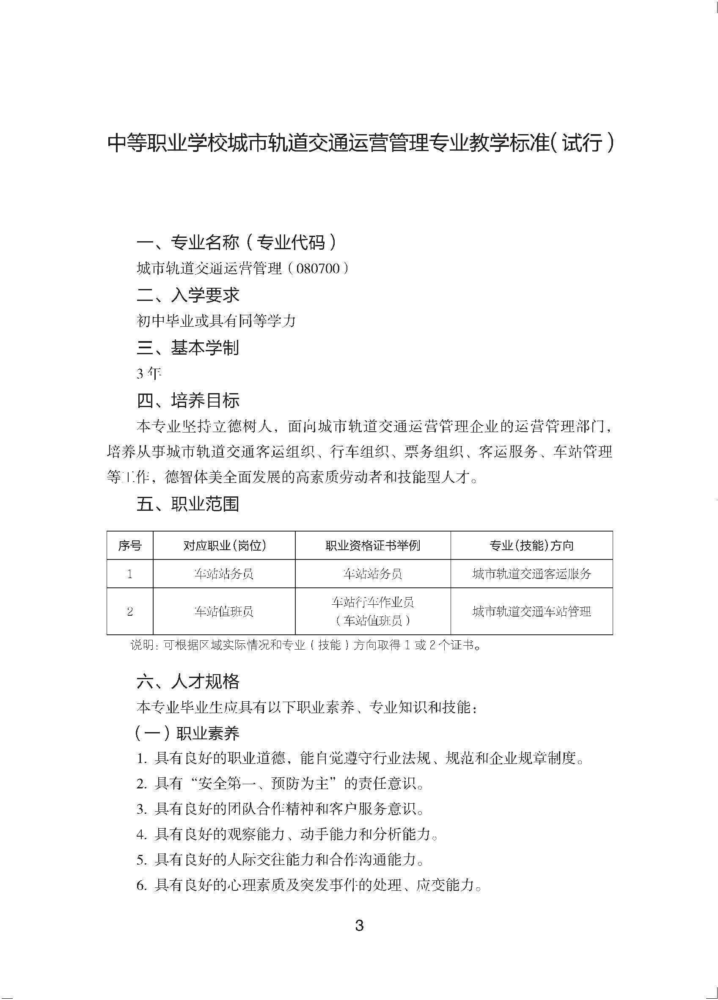 中等职业学校城市轨道交通运营管理专业教学标准（试行）
一、专业名称（专业代码）
城市轨道交通运营管理（080700）
二、入学要求
初中毕业或具有同等学力
三、基本学制
3 年
四、培养目标
本专业坚持立德树人，面向城市轨道交通运营管理企业的运营管理部门，
培养从事城市轨道交通客运组织、行车组织、票务组织、客运服务、车站管理
等工作，德智体美全面发展的高素质劳动者和技能型人才。
五、职业范围
序号 对应职业（岗位） 职业资格证书举例 专业（技能）方向
1 车站站务员 车站站务员 城市轨道交通客运服务
2 车站值班员 车站行车作业员 城市轨道交通车站管理
（车站值班员）
说明：可根据区域实际情况和专业（技能）方向取得 1 或 2 个证书。
六、人才规格
本专业毕业生应具有以下职业素养、专业知识和技能：
（一）职业素养
1. 具有良好的职业道德，能自觉遵守行业法规、规范和企业规章制度。
2. 具有“安全第一、预防为主”的责任意识。
3. 具有良好的团队合作精神和客户服务意识。
4. 具有良好的观察能力、动手能力和分析能力。
5. 具有良好的人际交往能力和合作沟通能力。
6. 具有良好的心理素质及突发事件的处理、应变能力。
3